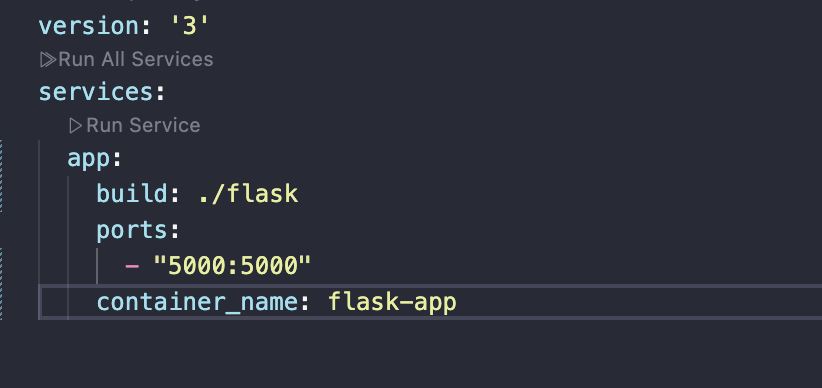 version: '3'
Run All Services
services:
Run Service
app:
build: ./flask
ports:
- "5000:5000"
container_name: flask-app